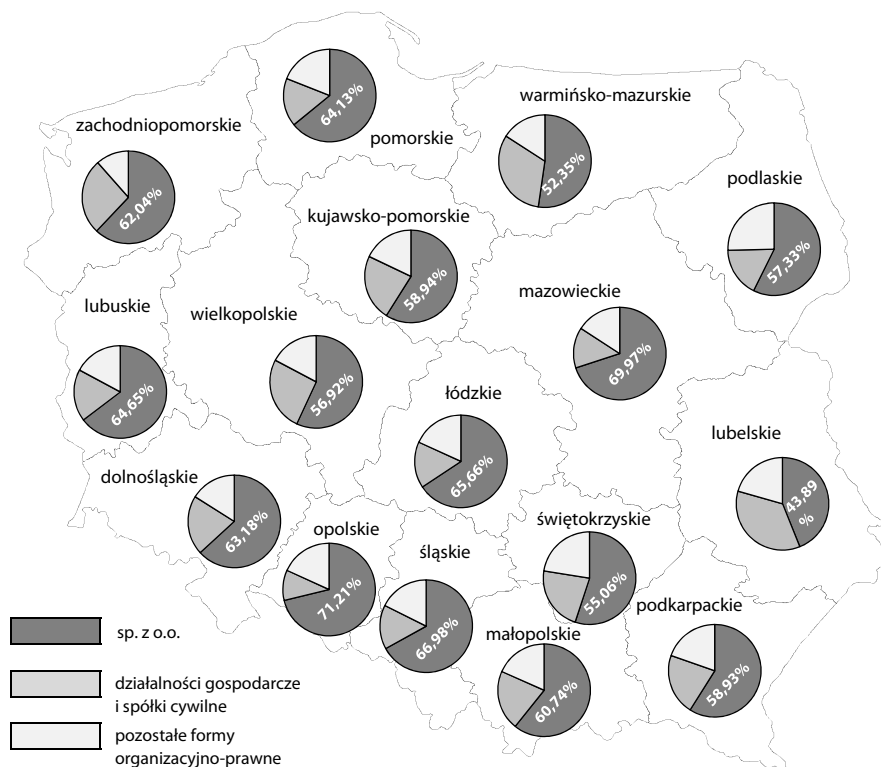 warmińsko-mazurskie
64,13%
zachodniopomorskie
pomorskie
52,35%
podlaskie
62,04%
kujawsko-pomorskie
57,33%
58,94%
mazowieckie
lubuskie
wielkopolskie
69,97%
64,65%
56,92%
łódzkie
lubelskie
65,66%
dolnośląskie
43,89
%
63,18%
opolskie
świętokrzyskie
śląskie
71,21%
55,06%
podkarpackie
sp. z o.o.
66,98%
małopolskie
58,93%
60,74%
działalności gospodarcze
i spółki cywilne
pozostałe formy
organizacyjno-prawne